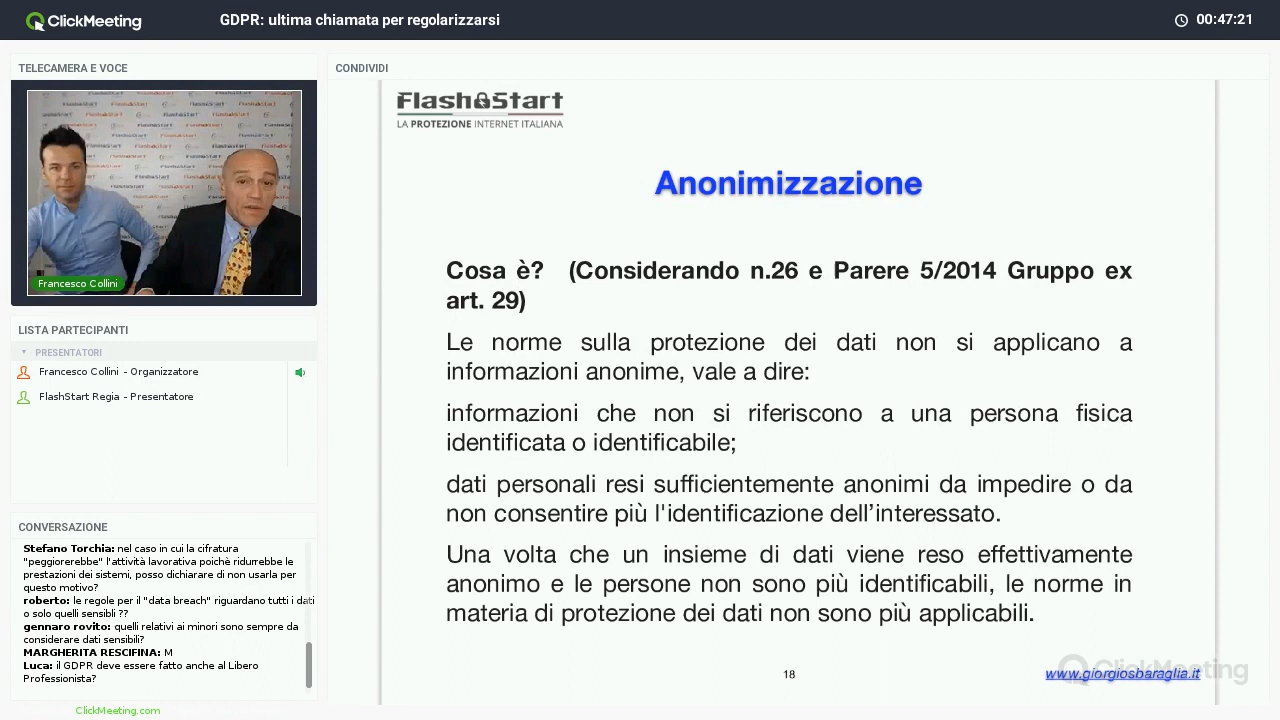 ClickMeeting
GDPR: ultima chiamata per regolarizzarsi
00:47:21
TELECAMERA E VOCE
Francesco Collini
LISTA PARTECIPANTI
PRESENTATORI
Francesco Collini - Organizzatore
FlashStart Regia - Presentatore
CONVERSAZIONE
Stefano Torchia: nel caso in cui la cifratura
"peggiorerebbe" l'attività lavorativa poichè ridurrebbe le
prestazioni dei sistemi, posso dichiarare di non usarla per
questo motivo?
roberto: le regole per il "data breach" riguardano tutti i dati
o solo quelli sensibli ??
gennaro rovito: quelli relativi ai minori sono sempre da
considerare dati sensibili?
MARGHERITA RESCIFINA: M
Luca: il GDPR deve essere fatto anche al Libero
Professionista?
ClickMeeting.com
CONDIVIDI
FlashStart
LA PROTEZIONE INTERNET ITALIANA
Anonimizzazione
Cosa è? (Considerando n.26 e Parere 5/2014 Gruppo ex
art. 29)
Le norme sulla protezione dei dati non si applicano a
informazioni anonime, vale a dire:
informazioni che non si riferiscono a una persona fisica
identificata o identificabile;
dati personali resi sufficientemente anonimi da impedire o da
non consentire più l'identificazione dell’interessato.
Una volta che un insieme di dati viene reso effettivamente
anonimo e le persone non sono più identificabili, le norme in
materia di protezione dei dati non sono più applicabili.
18
www.giorgiosbaraglia.it
ClickMeeting